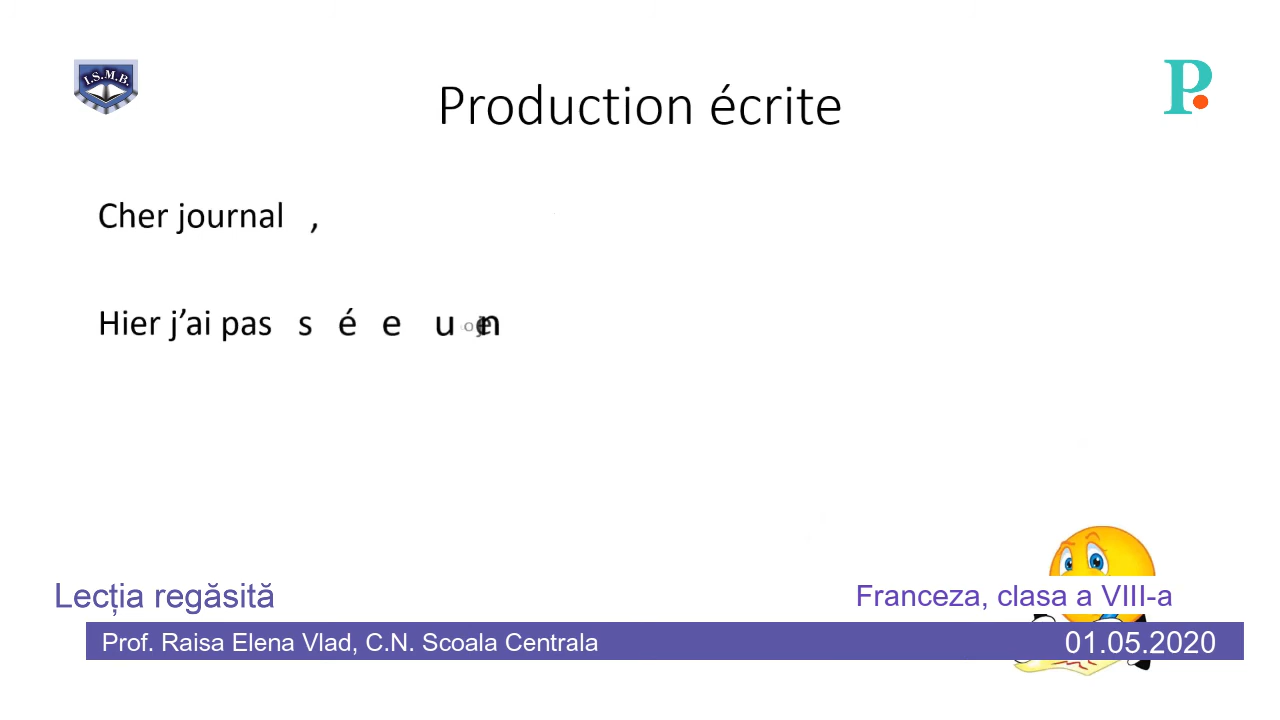 I.S.M.B.
P.
Production écrite
Cher journal ,
Hier j’ai pas s é e u n
Lecția regăsită
Franceza, clasa a VIII-a
Prof. Raisa Elena Vlad, C.N. Scoala Centrala
01.05.2020